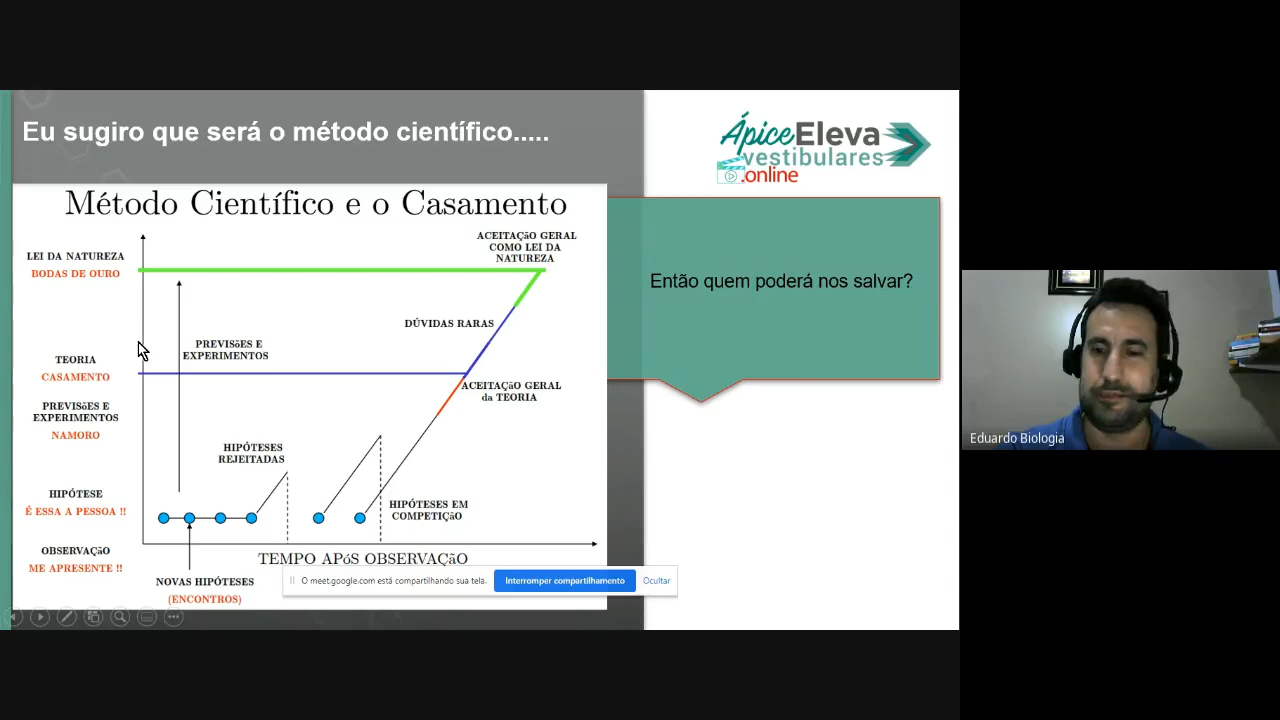 Eu sugiro que será o método científico.....
ÁpiceEleva
vestibulares
.online
Método Científico e o Casamento
Então quem poderá nos salvar?
LEI DA NATUREZA
BODAS DE OURO
ACEITAÇãO GERAL
COMO LEI DA
NATUREZA
DÚVIDAS RARAS
PREVISõES E
EXPERIMENTOS
TEORIA
CASAMENTO
ACEITAÇãO GERAL
da TEORIA
PREVISõES E
EXPERIMENTOS
NAMORO
HIPÓTESES
REJEITADAS
HIPÓTESE
É ESSA A PESSOA !!
HIPÓTESES EM
COMPETIÇãO
OBSERVAÇãO
ME APRESENTE !!
TEMPO APóS OBSERVAÇãO
NOVAS HIPÓTESES
(ENCONTROS)
O meet.google.com está compartilhando sua tela.
Interromper compartilhamento
Ocultar
Eduardo Biologia